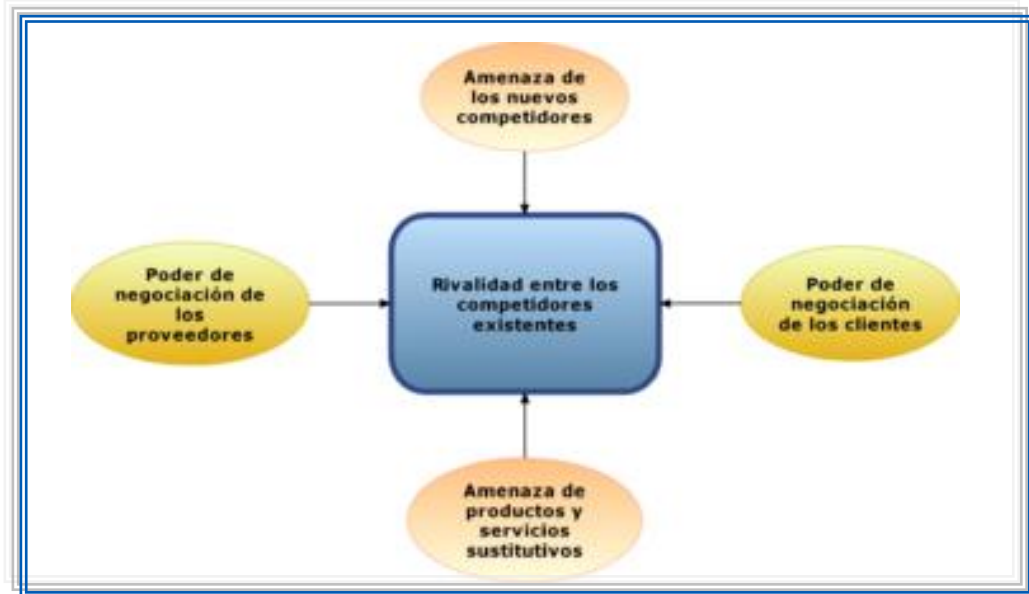 Amenaza de
los nuevos
competidores
Poder de
negociación de
los
proveedores
Rivalidad entre los
competidores
existentes
Poder de
negociación
de los clientes
Amenaza de
productos y
servicios
sustitutivos